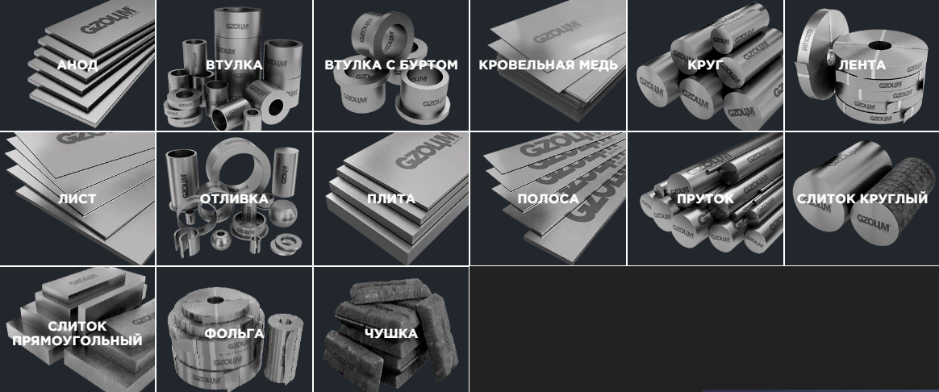 АНОД
ВТУЛКА
ВТУЛКА С БУРТОМ
КРОВЕЛЬНАЯ МЕДЬ
КРУГ
ЛЕНТА
ЛИСТ
ОТЛИВКА
ПЛИТА
ПОЛОСА
ПРУТОК
СЛИТОК КРУГЛЫЙ
СЛИТОК
ПРЯМОУГОЛЬНЫЙ
ФОЛЬГА
ЧУШКА